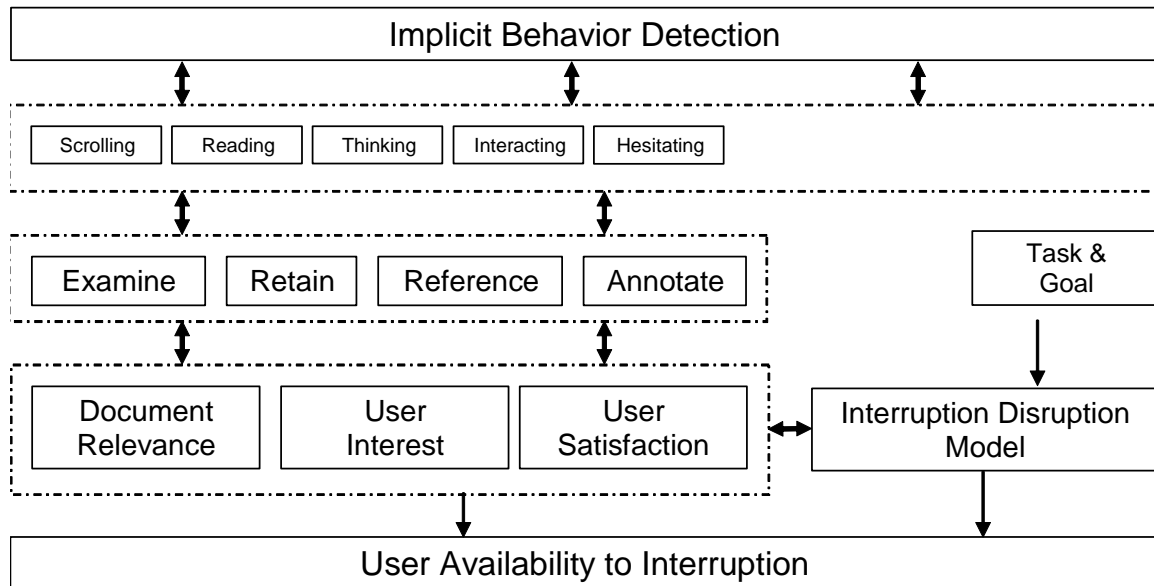 Implicit Behavior Detection
Scrolling
Reading
Thinking
Interacting
Hesitating
Examine
Retain
Reference
Annotate
Task &
Goal
Document
Relevance
User
Interest
User
Satisfaction
Interruption Disruption
Model
User Availability to Interruption